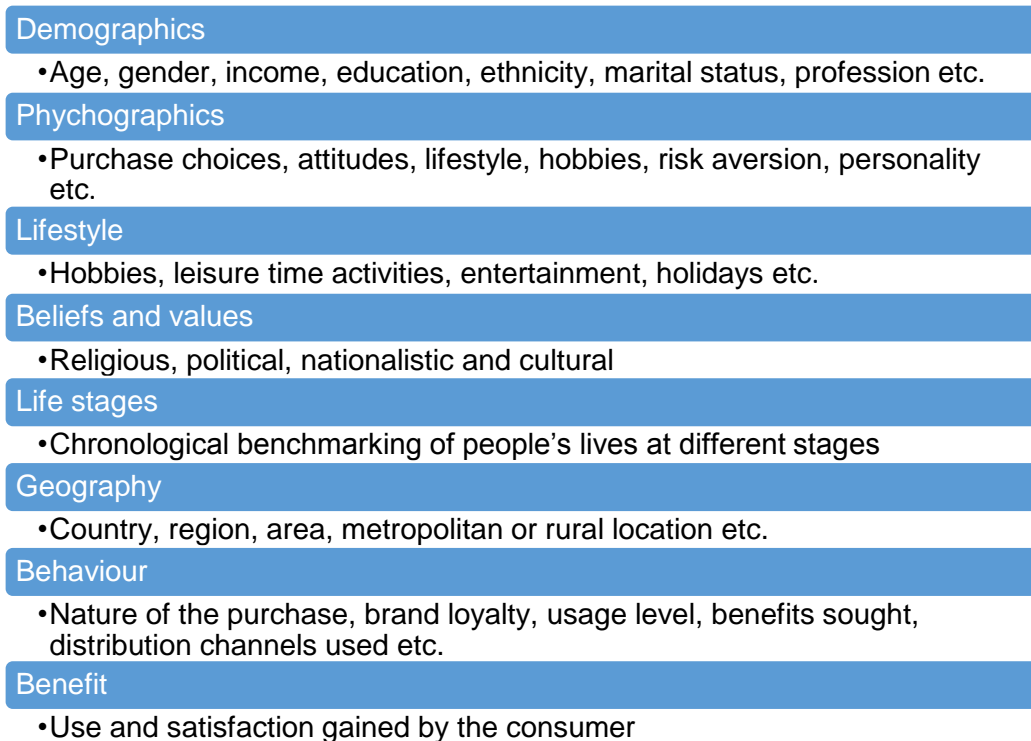 Demographics
•Age, gender, income, education, ethnicity, marital status, profession etc.
Phychographics
•Purchase choices, attitudes, lifestyle, hobbies, risk aversion, personality
etc.
Lifestyle
•Hobbies, leisure time activities, entertainment, holidays etc.
Beliefs and values
•Religious, political, nationalistic and cultural
Life stages
•Chronological benchmarking of people’s lives at different stages
Geography
•Country, region, area, metropolitan or rural location etc.
Behaviour
•Nature of the purchase, brand loyalty, usage level, benefits sought,
distribution channels used etc.
Benefit
•Use and satisfaction gained by the consumer